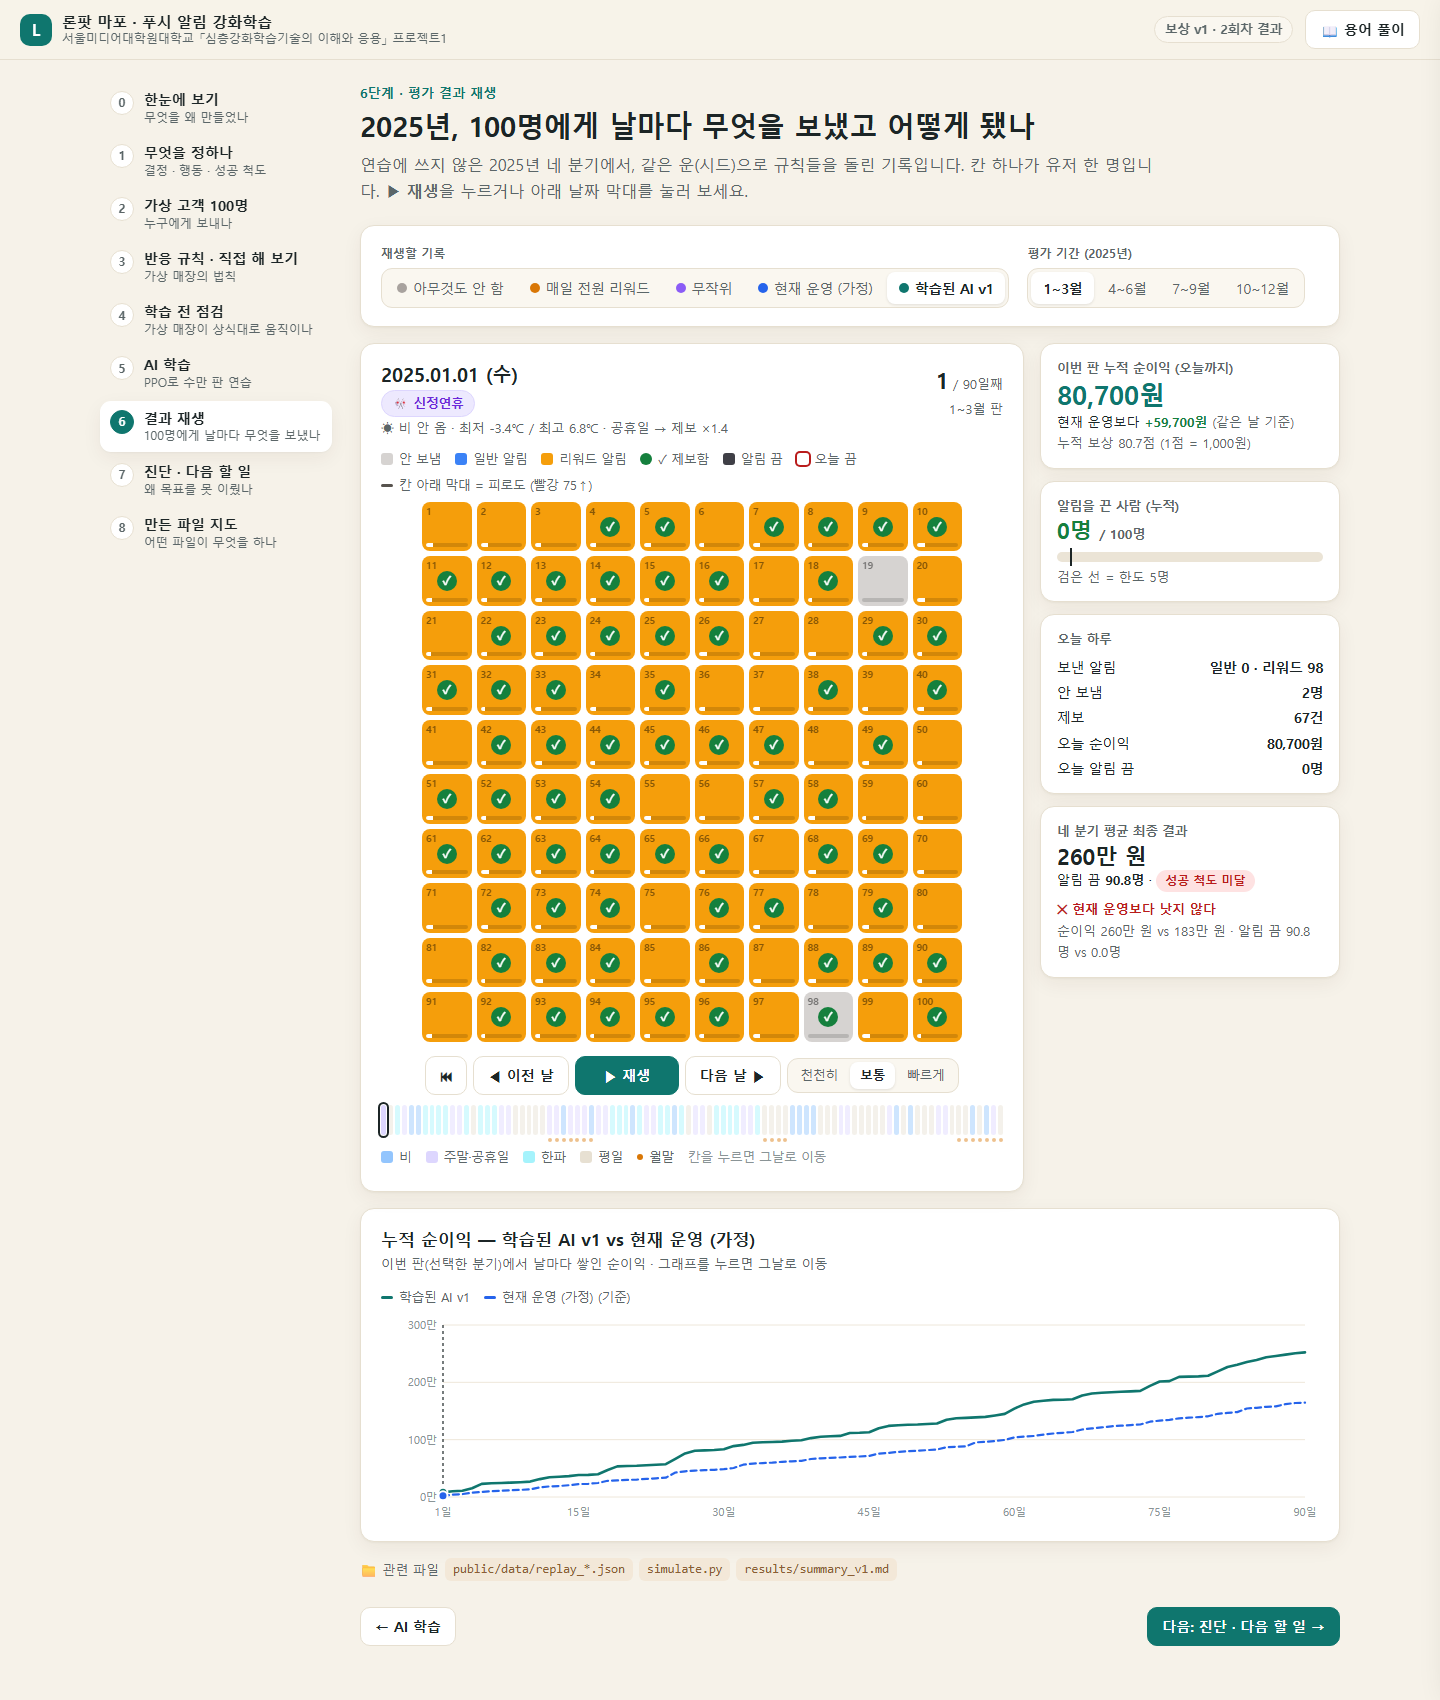 L
론팟 마포 · 푸시 알림 강화학습
서울미디어대학원대학교 「심층강화학습기술의 이해와 응용」 프로젝트1
보상 v1 · 2회차 결과
📖 용어 풀이
0 한눈에 보기
무엇을 왜 만들었나
1 무엇을 정하나
결정 · 행동 · 성공 척도
2 가상 고객 100명
누구에게 보내나
3 반응 규칙 · 직접 해 보기
가상 매장의 법칙
4 학습 전 점검
가상 매장이 상식대로 움직이나
5 AI 학습
PPO로 수만 판 연습
6 결과 재생
100명에게 날마다 무엇을 보냈나
7 진단 · 다음 할 일
왜 목표를 못 이뤘나
8 만든 파일 지도
어떤 파일이 무엇을 하나
6단계 · 평가 결과 재생
2025년, 100명에게 날마다 무엇을 보냈고 어떻게 됐나
연습에 쓰지 않은 2025년 네 분기에서, 같은 운(시드)으로 규칙들을 돌린 기록입니다. 칸 하나가 유저 한 명입니
다. ▶ 재생을 누르거나 아래 날짜 막대를 눌러 보세요.
재생할 기록
아무것도 안 함 매일 전원 리워드 무작위 현재 운영 (가정) 학습된 AI v1
평가 기간 (2025년)
1~3월 4~6월 7~9월 10~12월
2025.01.01 (수)
🎌 신정연휴
☀ 비 안 옴 · 최저 -3.4℃ / 최고 6.8℃ · 공휴일 → 제보 ×1.4
1 / 90일째
1~3월 판
안 보냄 일반 알림 리워드 알림 ✓ 제보함 알림 끔 오늘 끔
칸 아래 막대 = 피로도 (빨강 75↑)
1 2 3 4 ✓ 5 ✓ 6 7 ✓ 8 ✓ 9 ✓ 10 ✓
11 ✓ 12 ✓ 13 ✓ 14 ✓ 15 ✓ 16 ✓ 17 18 ✓ 19 20
21 22 ✓ 23 ✓ 24 ✓ 25 ✓ 26 ✓ 27 28 29 ✓ 30 ✓
31 ✓ 32 ✓ 33 ✓ 34 35 ✓ 36 37 38 ✓ 39 40 ✓
41 42 ✓ 43 ✓ 44 ✓ 45 ✓ 46 ✓ 47 ✓ 48 49 ✓ 50
51 ✓ 52 ✓ 53 ✓ 54 ✓ 55 56 57 ✓ 58 ✓ 59 60
61 ✓ 62 ✓ 63 ✓ 64 ✓ 65 ✓ 66 ✓ 67 68 ✓ 69 ✓ 70
71 72 ✓ 73 ✓ 74 ✓ 75 76 ✓ 77 ✓ 78 79 ✓ 80
81 82 ✓ 83 ✓ 84 ✓ 85 86 ✓ 87 88 ✓ 89 ✓ 90 ✓
91 92 ✓ 93 ✓ 94 ✓ 95 ✓ 96 ✓ 97 98 ✓ 99 100 ✓
⏮ ◀ 이전 날 ▶ 재생 다음 날 ▶ 천천히 보통 빠르게
비 주말·공휴일 한파 평일 월말 칸을 누르면 그날로 이동
이번 판 누적 순이익 (오늘까지)
80,700원
현재 운영보다 +59,700원 (같은 날 기준)
누적 보상 80.7점 (1점 = 1,000원)
알림을 끈 사람 (누적)
0명 / 100명
검은 선 = 한도 5명
오늘 하루
보낸 알림 일반 0 · 리워드 98
안 보냄 2명
제보 67건
오늘 순이익 80,700원
오늘 알림 끔 0명
네 분기 평균 최종 결과
260만 원
알림 끔 90.8명 · 성공 척도 미달
✕ 현재 운영보다 낫지 않다
순이익 260만 원 vs 183만 원 · 알림 끔 90.8
명 vs 0.0명
누적 순이익 — 학습된 AI v1 vs 현재 운영 (가정)
이번 판(선택한 분기)에서 날마다 쌓인 순이익 · 그래프를 누르면 그날로 이동
학습된 AI v1 현재 운영 (가정) (기준)
300만
200만
100만
0만
1일 15일 30일 45일 60일 75일 90일
📁 관련 파일 public/data/replay_*.json simulate.py results/summary_v1.md
← AI 학습
다음: 진단 · 다음 할 일 →